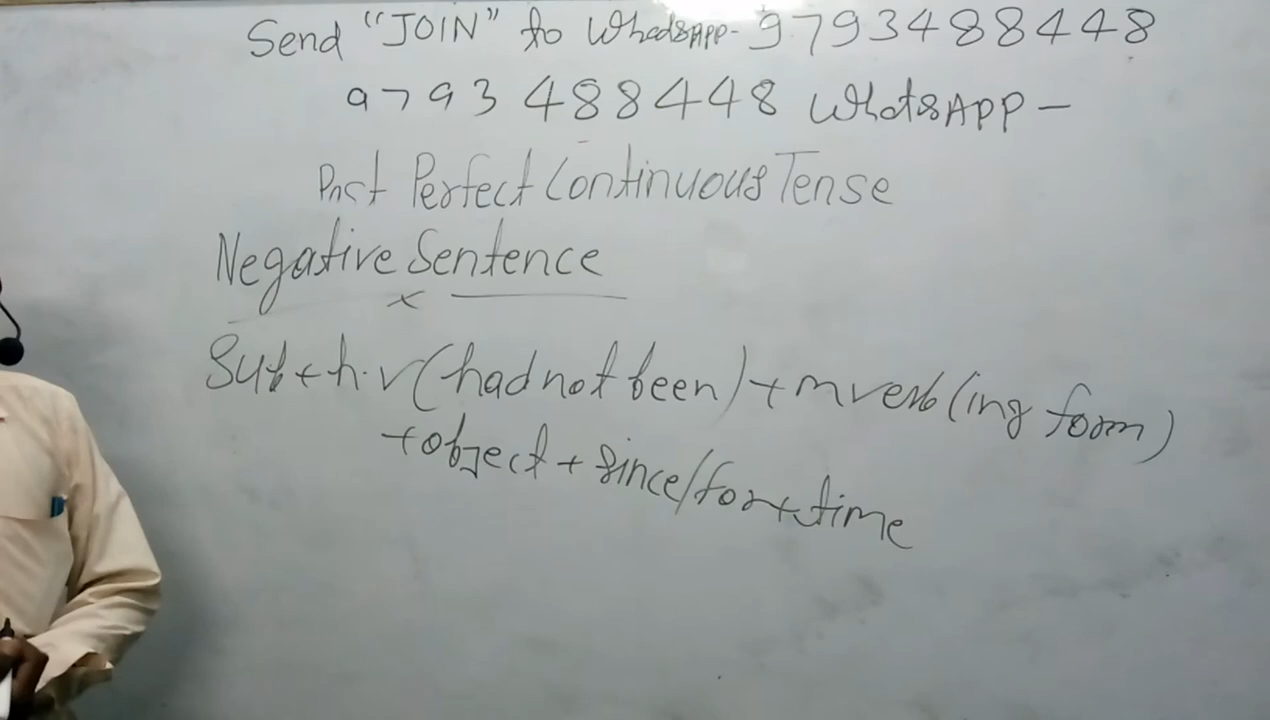 Send "JOIN" to WhatsApp- 9793488448
9793488448 WhatsApp-
Past Perfect Continuous Tense
Negative Sentence
Sub + h.v (had not been) + m verb (ing form)
+ object + since/for + time